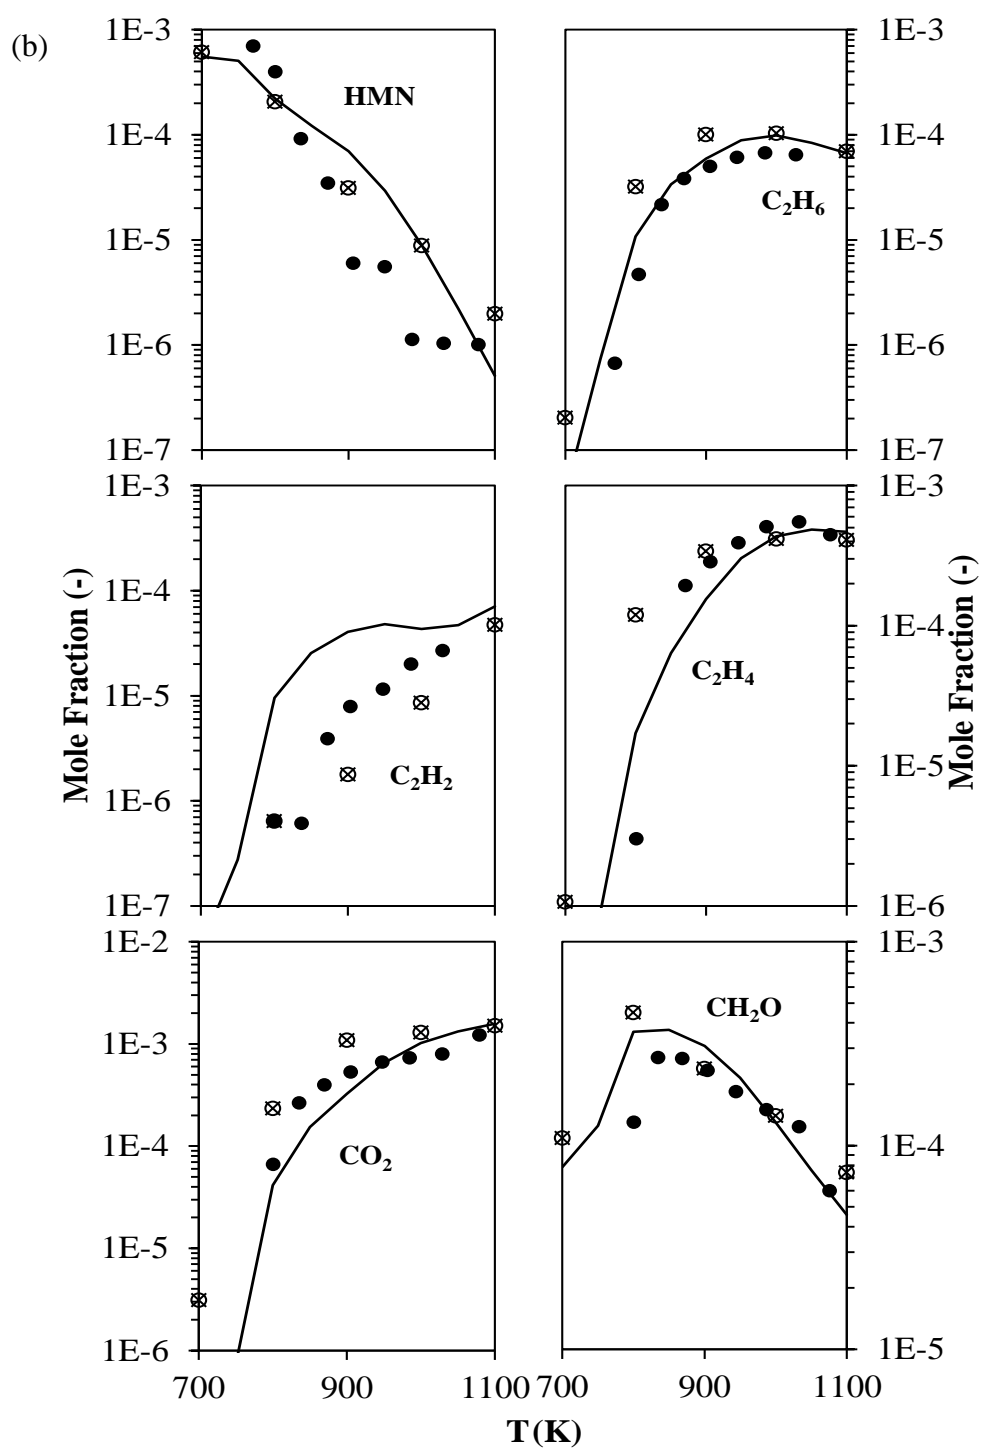 (b)
1E-3
1E-4
1E-5
1E-6
1E-7
HMN
1E-3
1E-4
1E-5
1E-6
1E-7
C₂H₆
Mole Fraction (-)
1E-3
1E-4
1E-5
1E-6
1E-7
C₂H₂
1E-3
1E-4
1E-5
1E-6
C₂H₄
Mole Fraction (-)
1E-2
1E-3
1E-4
1E-5
1E-6
CO₂
1E-3
1E-4
1E-5
CH₂O
700 900 1100 700 900 1100
T (K)